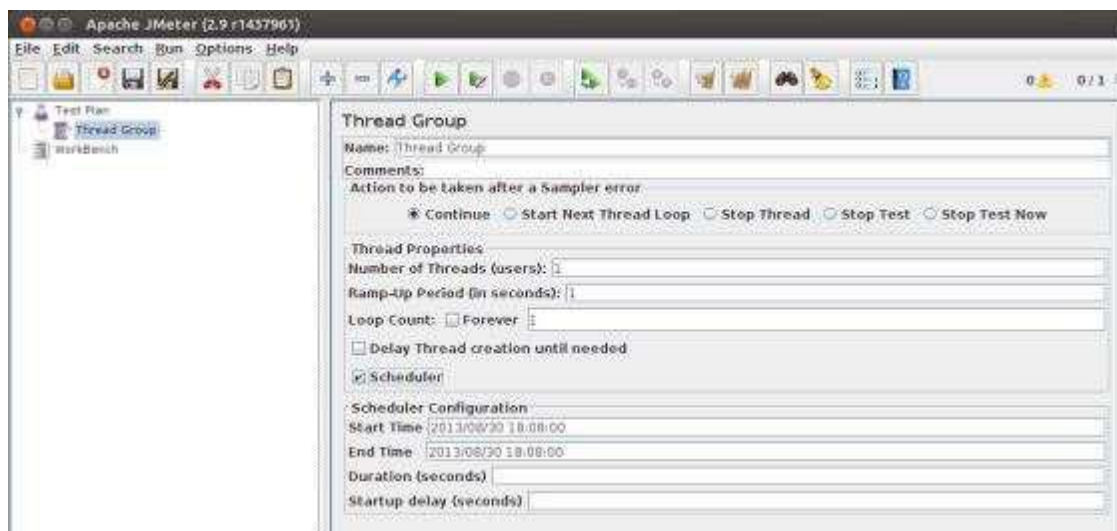 Apache JMeter (2.9 r1437961)
File Edit Search Run Options Help
0 0 / 1
Test Plan
Thread Group
WorkBench
Thread Group
Name: Thread Group
Comments:
Action to be taken after a Sampler error
Continue Start Next Thread Loop Stop Thread Stop Test Stop Test Now
Thread Properties
Number of Threads (users): 1
Ramp-Up Period (in seconds): 1
Loop Count: Forever 1
Delay Thread creation until needed
Scheduler
Scheduler Configuration
Start Time 2013/08/30 18:08:00
End Time 2013/08/30 18:08:00
Duration (seconds)
Startup delay (seconds)